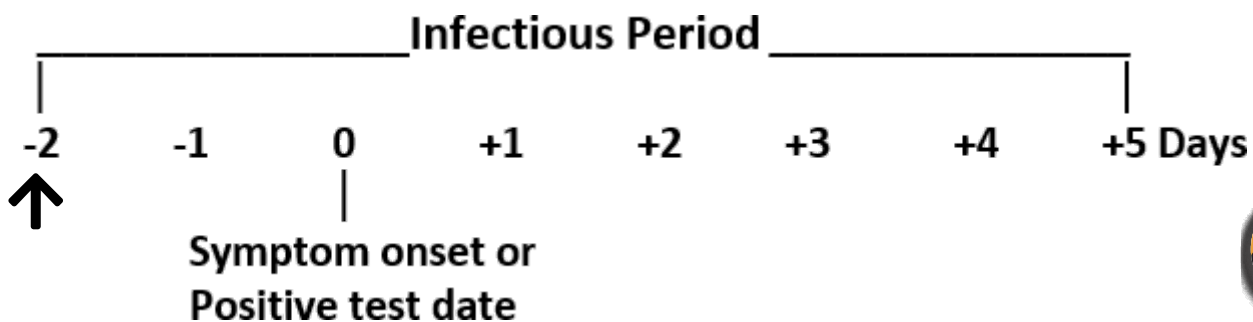 Infectious Period
-2 -1 0 +1 +2 +3 +4 +5 Days
Symptom onset or
Positive test date